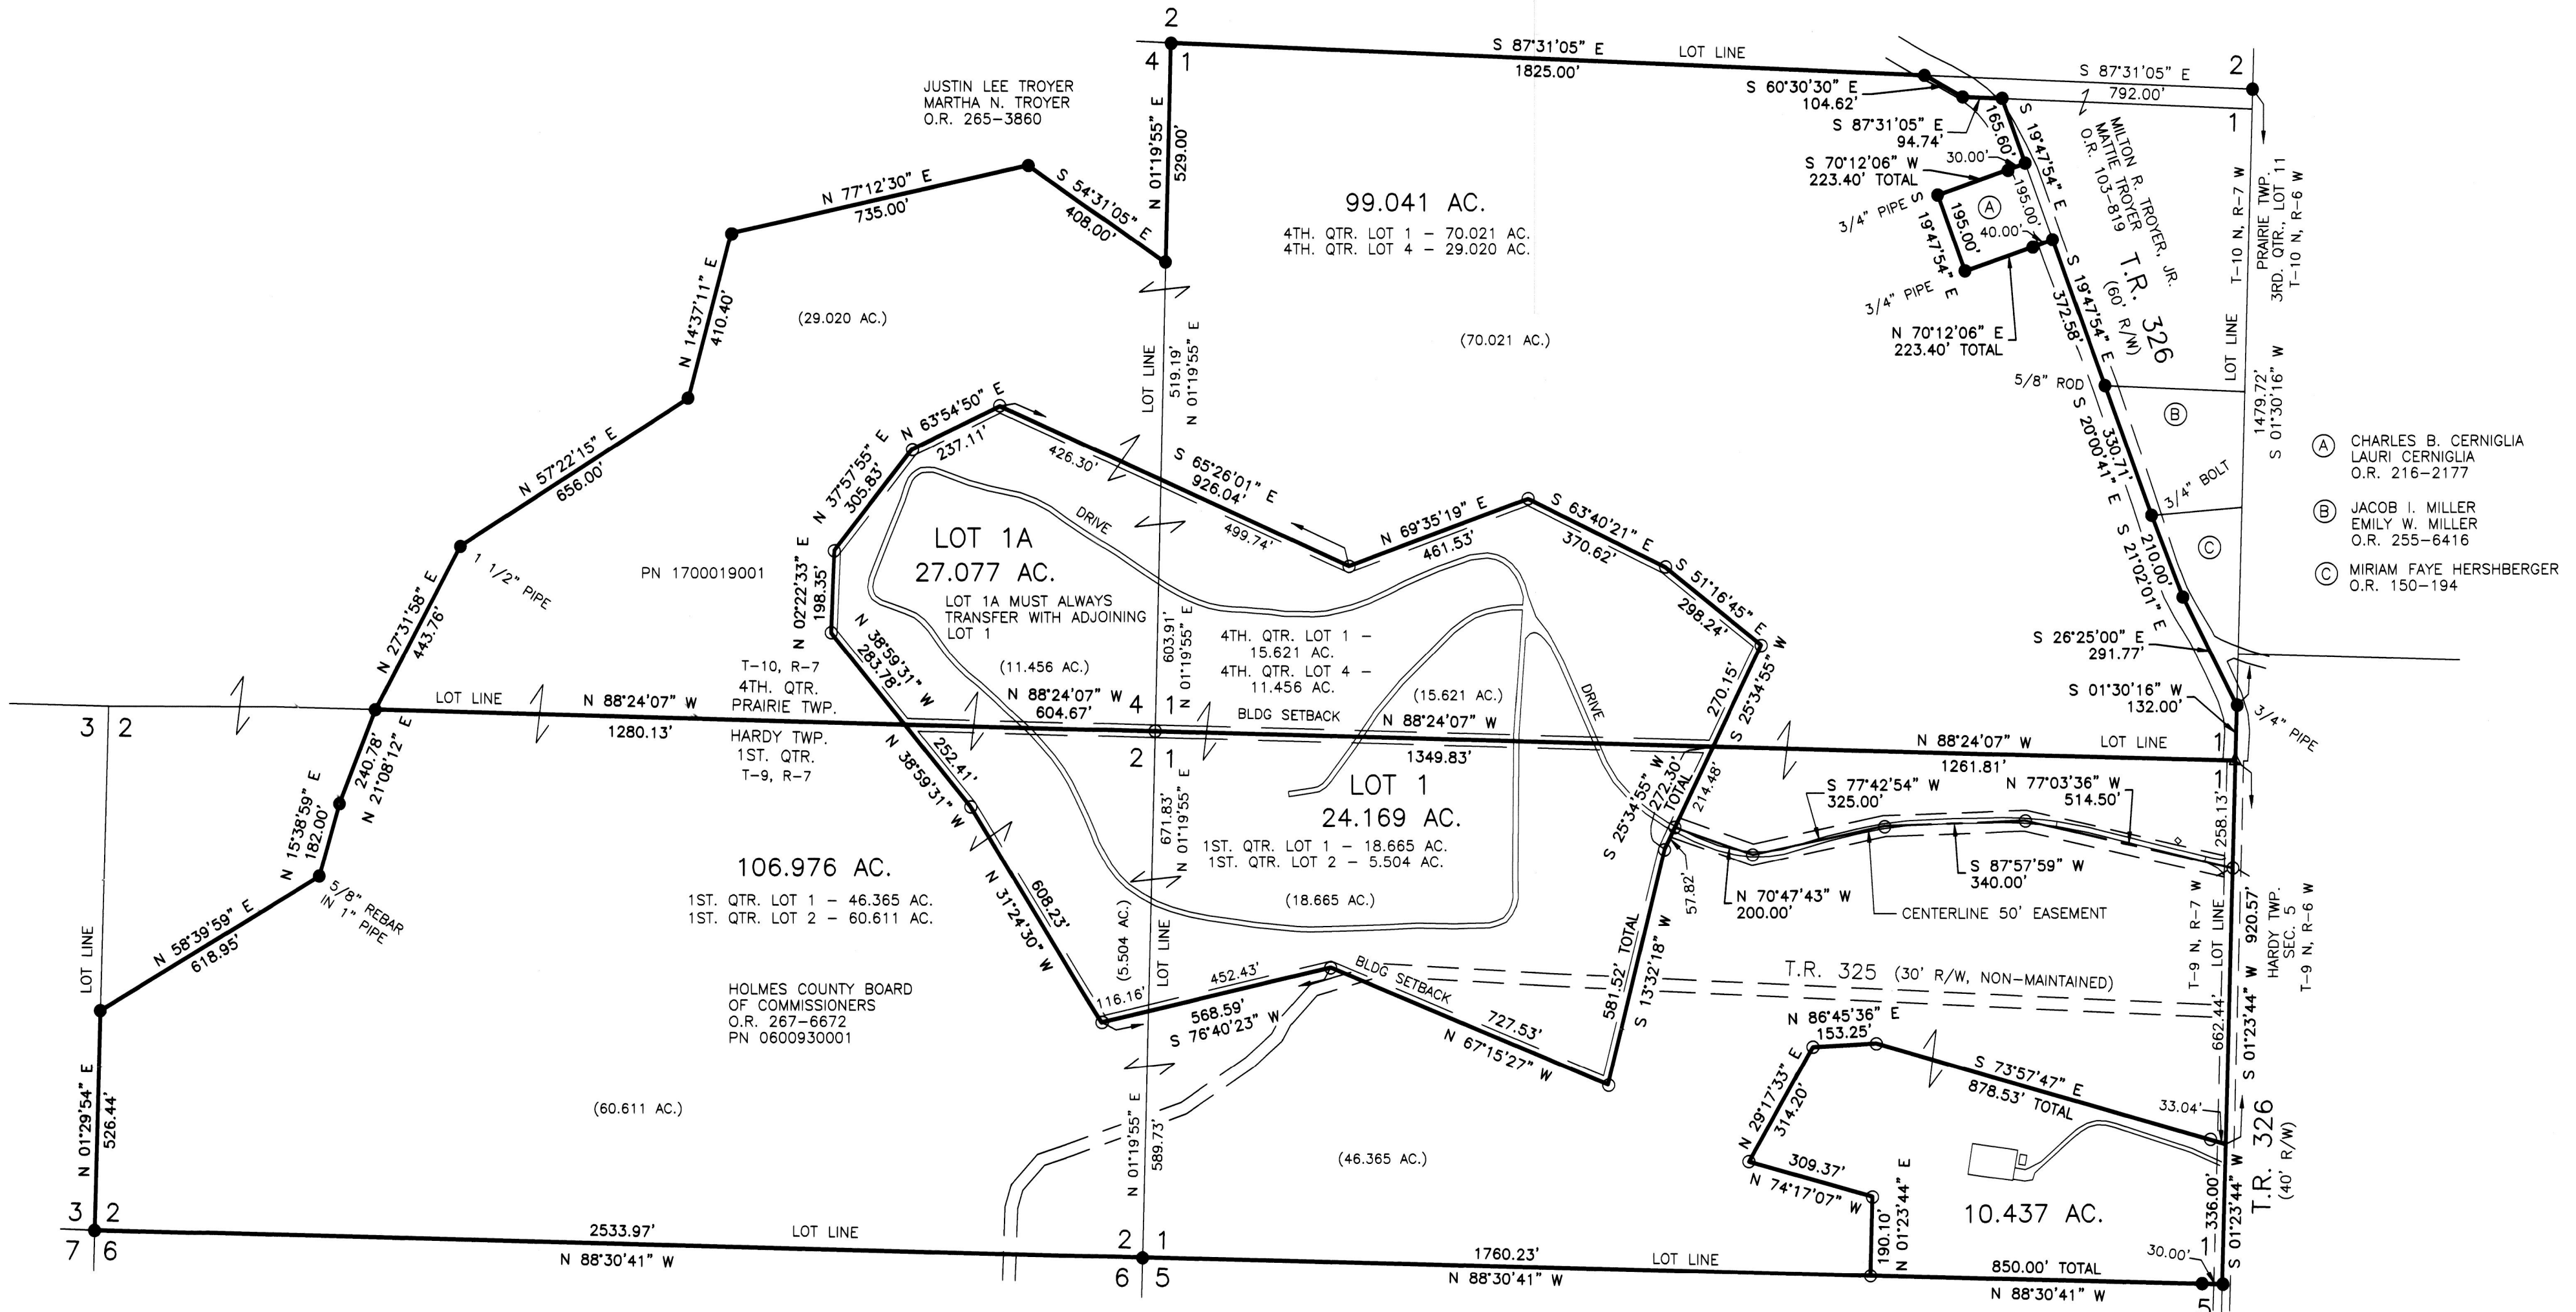 2
4 1
S 87°31'05" E LOT LINE
1825.00'
S 60°30'30" E
104.62'
S 87°31'05" E
94.74'
S 87°31'05" E
792.00'
2
1
JUSTIN LEE TROYER
MARTHA N. TROYER
O.R. 265-3860
N 01°19'55" E
529.00'
N 77°12'30" E
735.00'
S 54°31'05" E
408.00'
99.041 AC.
4TH. QTR. LOT 1 - 70.021 AC.
4TH. QTR. LOT 4 - 29.020 AC.
S 19°47'54" E
165.60'
30.00'
S 70°12'06" W
223.40' TOTAL
3/4" PIPE
S 19°47'54" E
195.00'
A
195.00'
40.00'
3/4" PIPE
N 70°12'06" E
223.40' TOTAL
MILTON R. TROYER, JR.
MATTIE TROYER
O.R. 103-819
T.R. 326
(60' R/W)
LOT LINE T-10 N, R-7 W
PRAIRIE TWP.
3RD. QTR., LOT 11
T-10 N, R-6 W
1479.72'
S 01°30'16" W
S 19°47'54" E
372.58'
5/8" ROD
B
S 20°00'41" E
330.71'
3/4" BOLT
C
S 21°02'01" E
210.00'
S 26°25'00" E
291.77'
S 01°30'16" W
132.00'
3/4" PIPE
A CHARLES B. CERNIGLIA
LAURI CERNIGLIA
O.R. 216-2177
B JACOB I. MILLER
EMILY W. MILLER
O.R. 255-6416
C MIRIAM FAYE HERSHBERGER
O.R. 150-194
N 14°37'11" E
410.40'
(29.020 AC.)
(70.021 AC.)
LOT LINE
519.19'
N 01°19'55" E
N 57°22'15" E
656.00'
1 1/2" PIPE
N 27°31'58" E
443.76'
PN 1700019001
N 63°54'50" E
237.11'
N 37°57'55" E
305.83'
N 02°22'33" E
198.35'
426.30'
S 65°26'01" E
926.04'
499.74'
DRIVE
N 69°35'19" E
461.53'
S 63°40'21" E
370.62'
S 51°16'45" E
298.24'
LOT 1A
27.077 AC.
LOT 1A MUST ALWAYS
TRANSFER WITH ADJOINING
LOT 1
603.91'
N 01°19'55" E
4TH. QTR. LOT 1 -
15.621 AC.
4TH. QTR. LOT 4 -
11.456 AC.
(11.456 AC.)
(15.621 AC.)
N 38°59'31" W
283.78'
270.15'
S 25°34'55" W
DRIVE
3 2
LOT LINE
N 88°24'07" W
1280.13'
T-10, R-7
4TH. QTR.
PRAIRIE TWP.
HARDY TWP.
1ST. QTR.
T-9, R-7
N 88°24'07" W
604.67'
4 1
2 1
BLDG SETBACK
N 88°24'07" W
1349.83'
N 88°24'07" W
1261.81'
LOT LINE
1
1
240.78'
N 21°08'12" E
N 15°38'59" E
182.00'
5/8" REBAR
IN 1" PIPE
N 58°39'59" E
618.95'
LOT LINE
N 01°29'54" E
526.44'
252.41'
N 38°59'31" W
671.83'
N 01°19'55" E
LOT 1
24.169 AC.
1ST. QTR. LOT 1 - 18.665 AC.
1ST. QTR. LOT 2 - 5.504 AC.
(18.665 AC.)
S 25°34'55" W
272.30'
TOTAL
214.48'
57.82'
N 70°47'43" W
200.00'
S 77°42'54" W
325.00'
S 87°57'59" W
340.00'
N 77°03'36" W
514.50'
258.13'
CENTERLINE 50' EASEMENT
106.976 AC.
1ST. QTR. LOT 1 - 46.365 AC.
1ST. QTR. LOT 2 - 60.611 AC.
608.23'
N 31°24'30" W
(5.504 AC.)
LOT LINE
HOLMES COUNTY BOARD
OF COMMISSIONERS
O.R. 267-6672
PN 0600930001
116.16'
452.43'
568.59'
S 76°40'23" W
BLDG SETBACK
727.53'
N 67°15'27" W
581.52' TOTAL
S 13°32'18" W
T.R. 325 (30' R/W, NON-MAINTAINED)
T-9 N, R-7 W
LOT LINE
662.44'
S 01°23'44" W 920.57'
HARDY TWP.
SEC. 5
T-9 N, R-6 W
N 86°45'36" E
153.25'
N 29°17'33" E
314.20'
S 73°57'47" E
878.53' TOTAL
33.04'
(60.611 AC.)
N 01°19'55" E
589.73'
(46.365 AC.)
309.37'
N 74°17'07" W
190.10'
N 01°23'44" E
10.437 AC.
T.R. 326
(40' R/W)
336.00'
S 01°23'44" W
30.00'
1
5
3 2
7 6
2533.97' LOT LINE
N 88°30'41" W
2 1
6 5
1760.23' LOT LINE
N 88°30'41" W
850.00' TOTAL
N 88°30'41" W